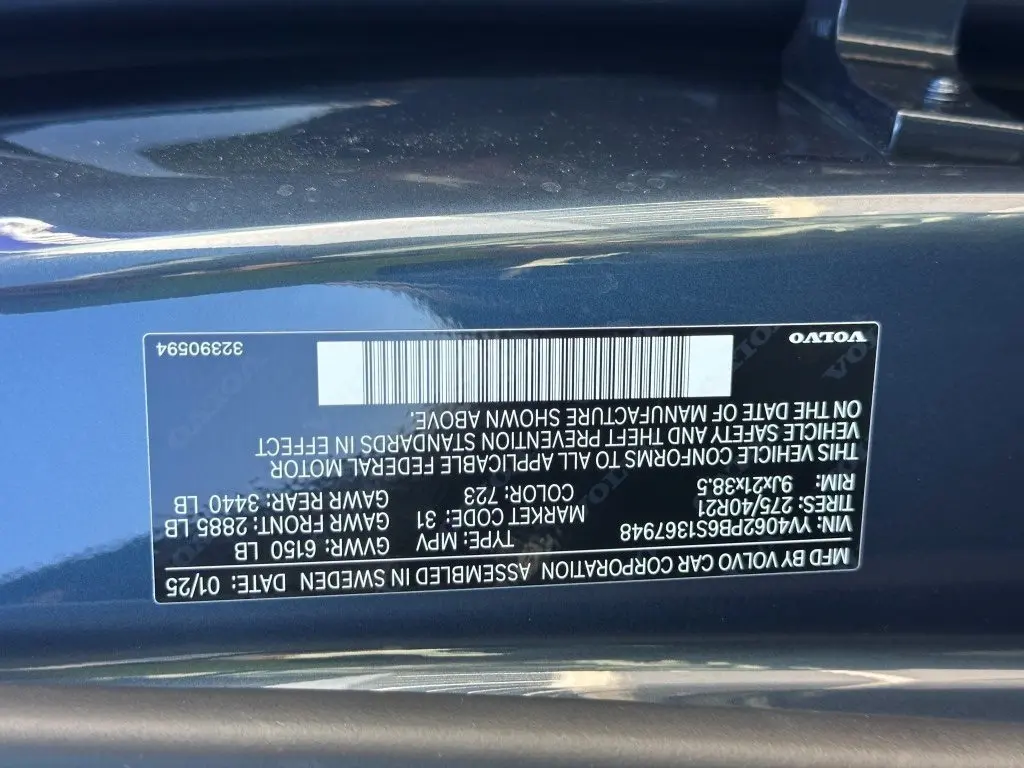 MFD BY VOLVO CAR CORPORATION ASSEMBLED IN SWEDEN DATE: 01/25
VIN: YV4062PB6S1367948 TYPE: MPV GVWR: 6150 LB
TIRES: 275/40R21 MARKET CODE: 31 GAWR FRONT: 2885 LB
RIM: 9Jx21x38.5 COLOR: 723 GAWR REAR: 3440 LB
THIS VEHICLE CONFORMS TO ALL APPLICABLE FEDERAL MOTOR
VEHICLE SAFETY AND THEFT PREVENTION STANDARDS IN EFFECT
ON THE DATE OF MANUFACTURE SHOWN ABOVE.
VOLVO 32390594